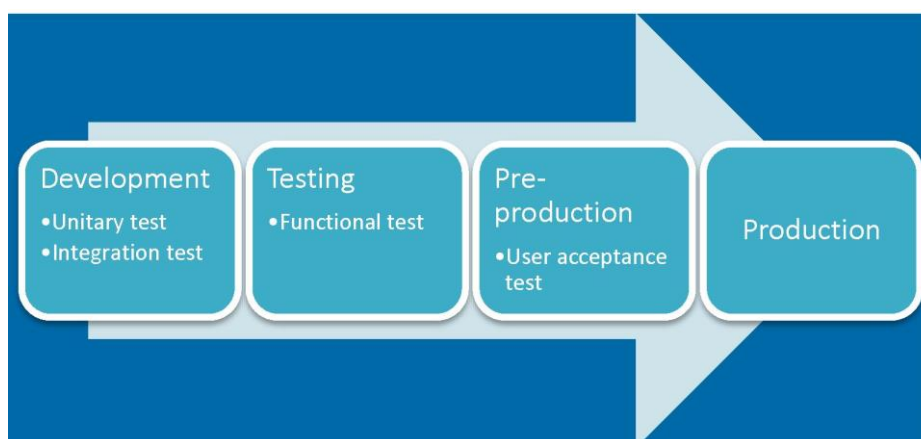 Development
•Unitary test
•Integration test
Testing
•Functional test
Pre-
production
•User acceptance
test
Production